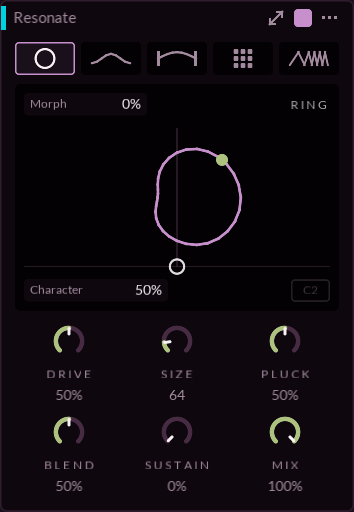 Resonate
Morph 0% RING
Character 50% C2
DRIVE SIZE PLUCK
50% 64 50%
BLEND SUSTAIN MIX
50% 0% 100%